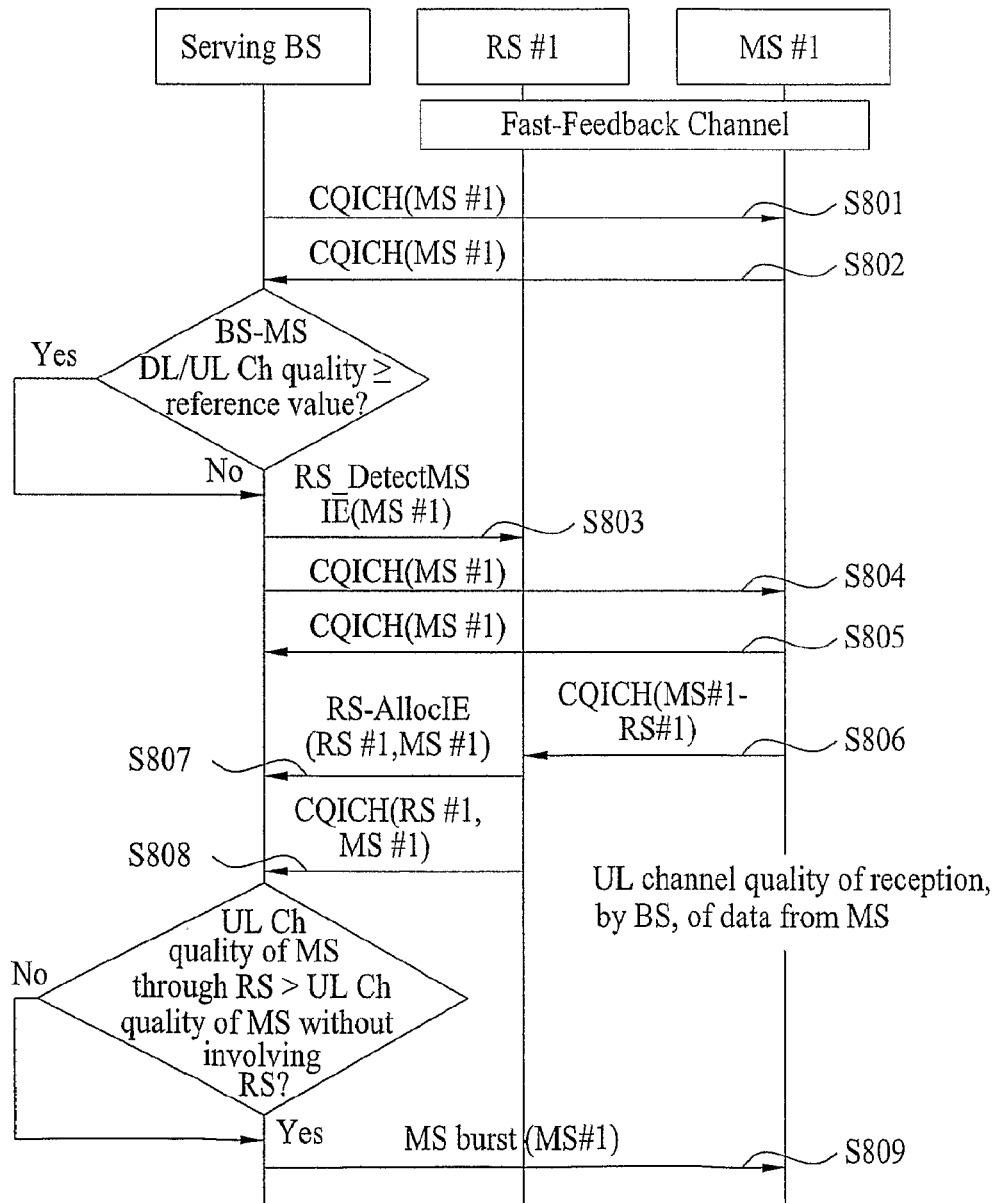 Serving BS
RS #1
MS #1
Fast-Feedback Channel
CQICH(MS #1)
S801
CQICH(MS #1)
S802
BS-MS
DL/UL Ch quality ≥
reference value?
Yes
No
RS_DetectMS
IE(MS #1)
S803
CQICH(MS #1)
S804
CQICH(MS #1)
S805
CQICH(MS#1-
RS#1)
S806
RS-AllocIE
(RS #1,MS #1)
S807
CQICH(RS #1,
MS #1)
S808
UL channel quality of reception,
by BS, of data from MS
UL Ch
quality of MS
through RS > UL Ch
quality of MS without
involving
RS?
No
Yes
MS burst (MS#1)
S809